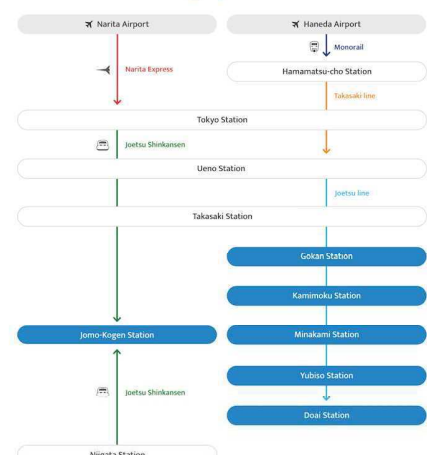 Narita Airport
Haneda Airport
Monorail
Narita Express
Hamamatsu-cho Station
Takasaki line
Tokyo Station
Joetsu Shinkansen
Ueno Station
Joetsu line
Takasaki Station
Gokan Station
Kamimoku Station
Jomo-Kogen Station
Minakami Station
Yubiso Station
Joetsu Shinkansen
Doai Station
Niigata Station